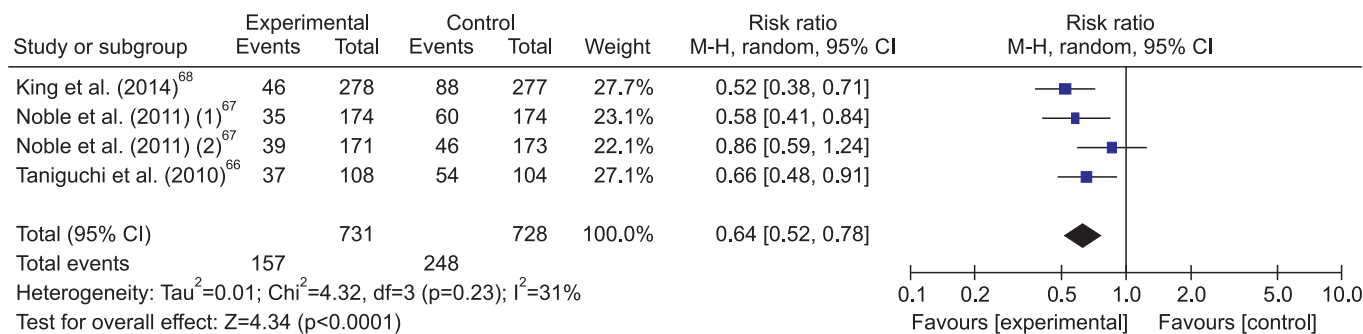 Experimental Control Risk ratio Risk ratio
Study or subgroup Events Total Events Total Weight M-H, random, 95% CI M-H, random, 95% CI
King et al. (2014)68 46 278 88 277 27.7% 0.52 [0.38, 0.71]
Noble et al. (2011) (1)67 35 174 60 174 23.1% 0.58 [0.41, 0.84]
Noble et al. (2011) (2)67 39 171 46 173 22.1% 0.86 [0.59, 1.24]
Taniguchi et al. (2010)66 37 108 54 104 27.1% 0.66 [0.48, 0.91]
Total (95% CI) 731 728 100.0% 0.64 [0.52, 0.78]
Total events 157 248
Heterogeneity: Tau2=0.01; Chi2=4.32, df=3 (p=0.23); I2=31%
Test for overall effect: Z=4.34 (p<0.0001)
0.1 0.2 0.5 1.0 2.0 5.0 10.0
Favours [experimental] Favours [control]